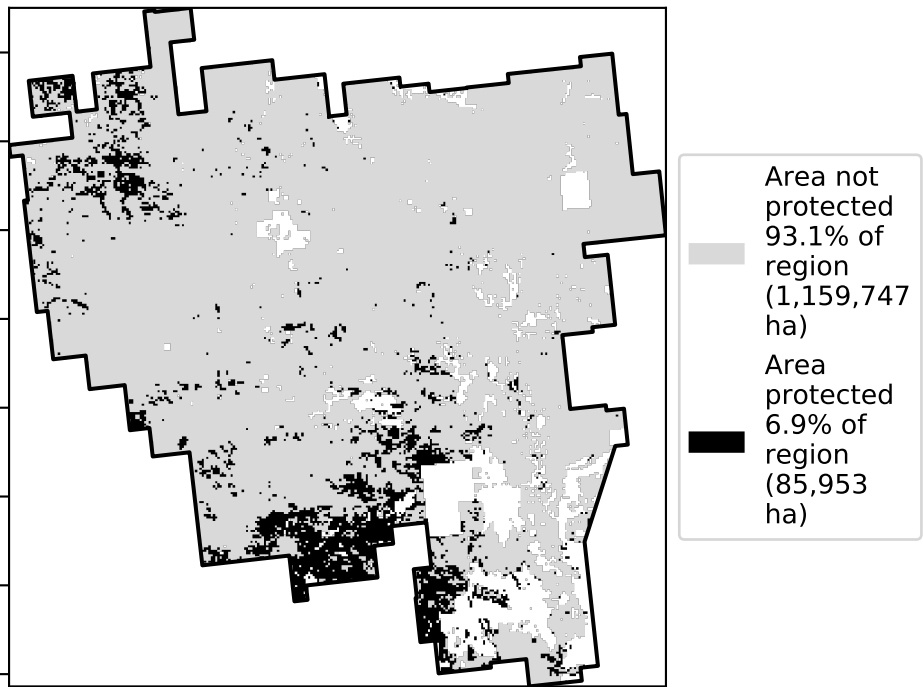 Area not
protected
93.1% of
region
(1,159,747
ha)
Area
protected
6.9% of
region
(85,953
ha)